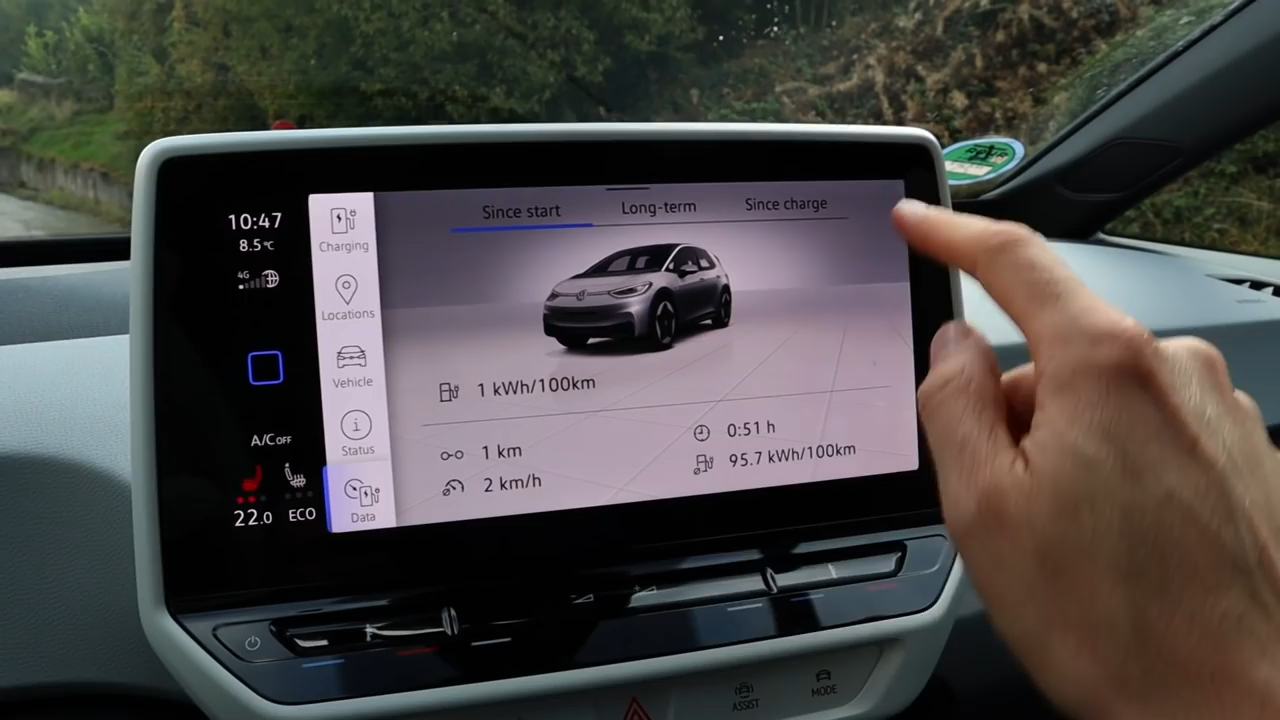 10:47
8.5°C
4G
A/C OFF
22.0 ECO
Charging
Locations
Vehicle
Status
Data
Since start Long-term Since charge
1 kWh/100km
1 km
2 km/h
0:51 h
95.7 kWh/100km
ASSIST
MODE